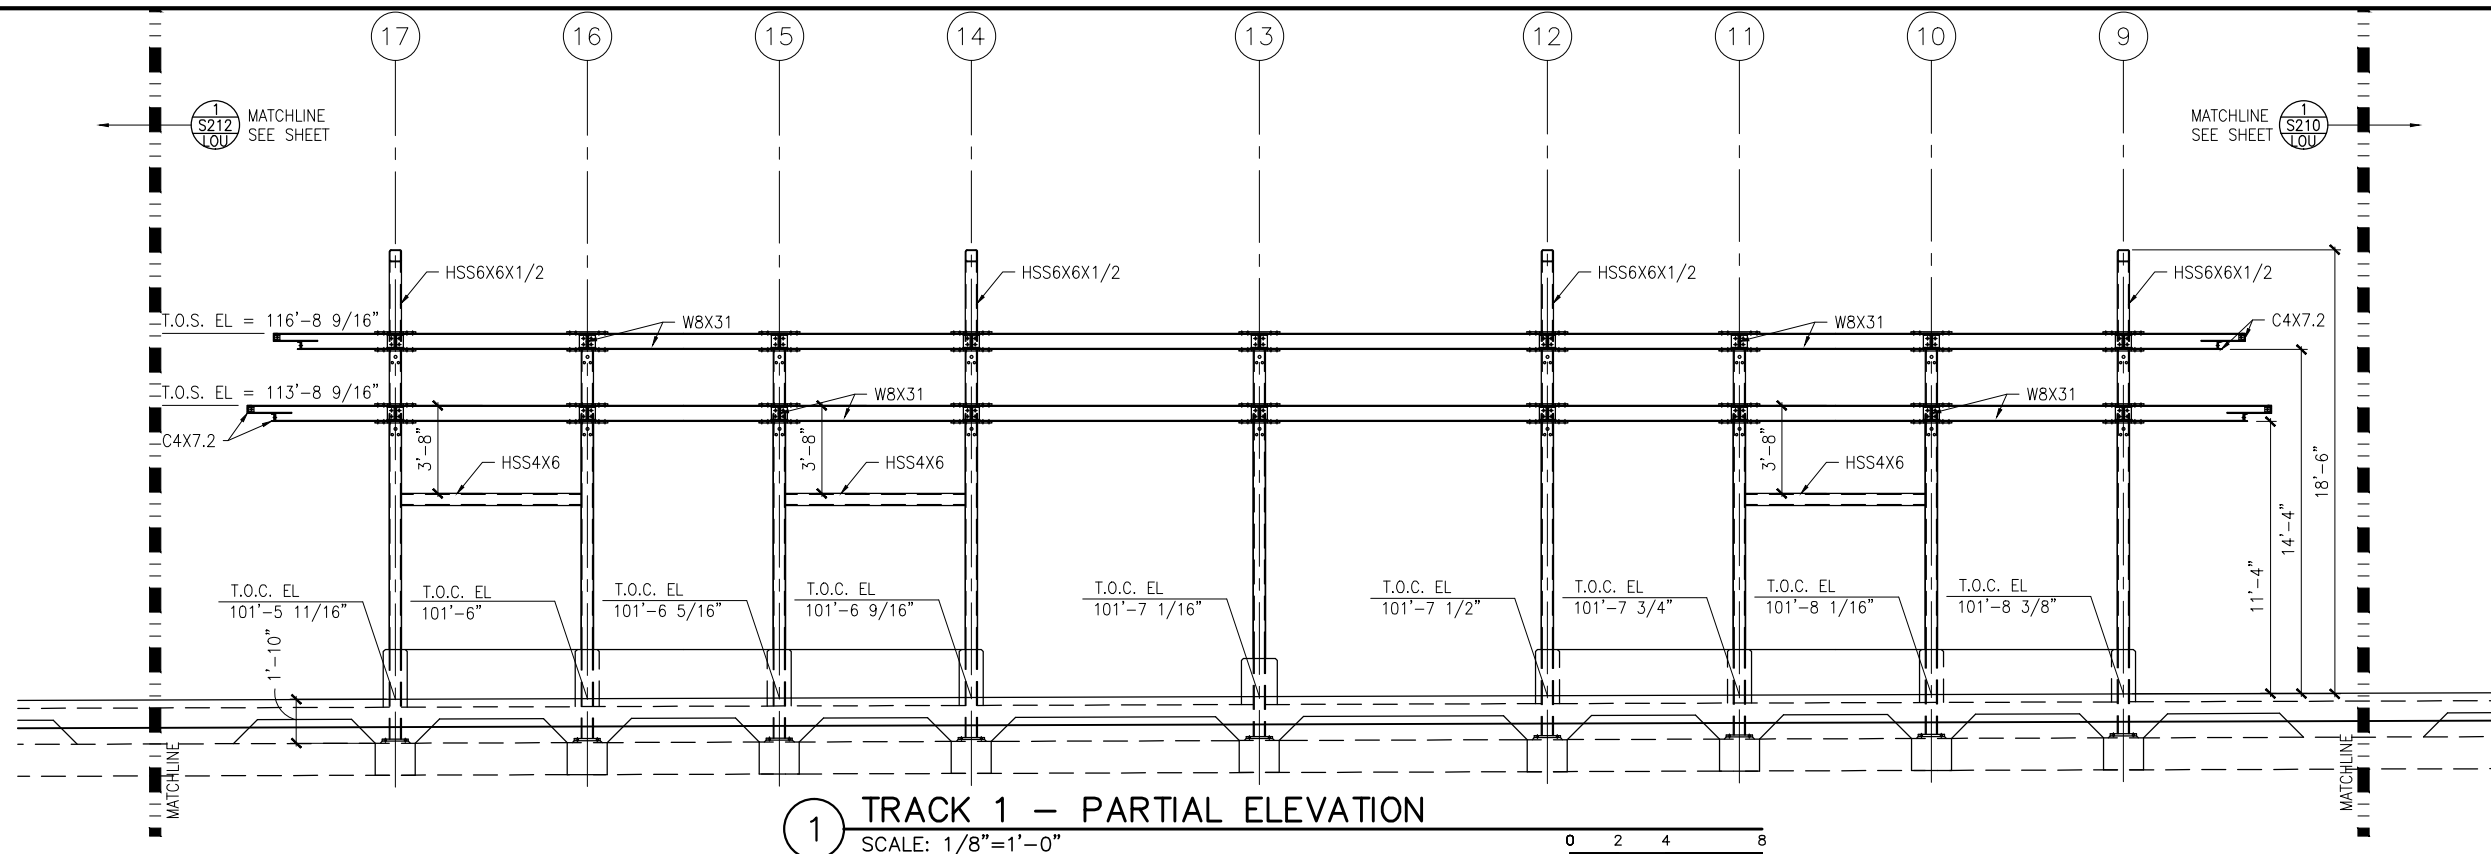 17
16
15
14
13
12
11
10
9
1
S212
LOU
MATCHLINE
SEE SHEET
MATCHLINE
SEE SHEET
1
S210
LOU
HSS6X6X1/2
HSS6X6X1/2
HSS6X6X1/2
HSS6X6X1/2
T.O.S. EL = 116'-8 9/16"
W8X31
W8X31
C4X7.2
T.O.S. EL = 113'-8 9/16"
W8X31
W8X31
C4X7.2
3'-8"
3'-8"
3'-8"
HSS4X6
HSS4X6
HSS4X6
18'-6"
14'-4"
11'-4"
T.O.C. EL
101'-5 11/16"
T.O.C. EL
101'-6"
T.O.C. EL
101'-6 5/16"
T.O.C. EL
101'-6 9/16"
T.O.C. EL
101'-7 1/16"
T.O.C. EL
101'-7 1/2"
T.O.C. EL
101'-7 3/4"
T.O.C. EL
101'-8 1/16"
T.O.C. EL
101'-8 3/8"
1'-10"
MATCHLINE
MATCHLINE
1
TRACK 1 – PARTIAL ELEVATION
SCALE: 1/8"=1'-0"
0 2 4 8